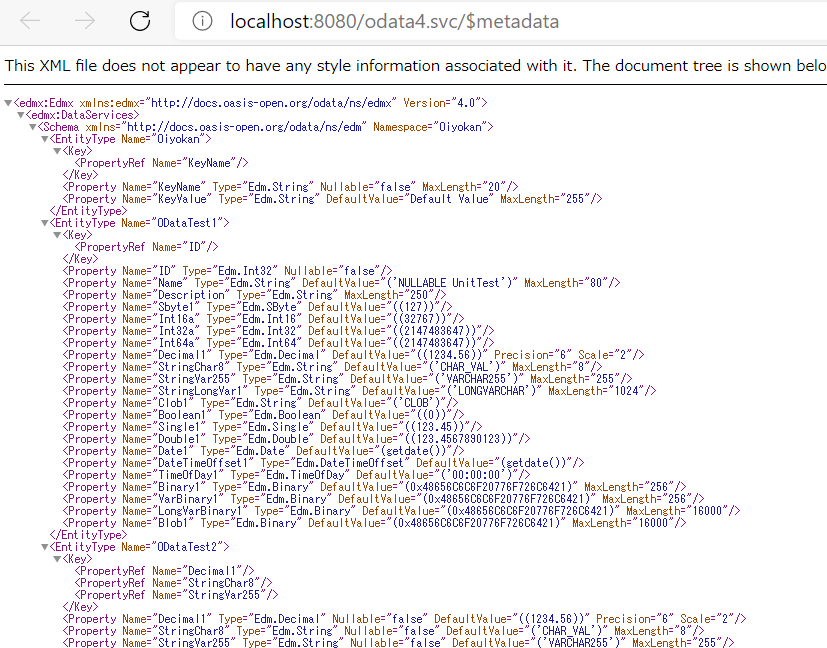 localhost:8080/odata4.svc/$metadata
This XML file does not appear to have any style information associated with it. The document tree is shown belo
<edmx:Edmx xmlns:edmx="http://docs.oasis-open.org/odata/ns/edmx" Version="4.0">
<edmx:DataServices>
<Schema xmlns="http://docs.oasis-open.org/odata/ns/edm" Namespace="Oiyokan">
<EntityType Name="Oiyokan">
<Key>
<PropertyRef Name="KeyName"/>
</Key>
<Property Name="KeyName" Type="Edm.String" Nullable="false" MaxLength="20"/>
<Property Name="KeyValue" Type="Edm.String" DefaultValue="Default Value" MaxLength="255"/>
</EntityType>
<EntityType Name="ODataTest1">
<Key>
<PropertyRef Name="ID"/>
</Key>
<Property Name="ID" Type="Edm.Int32" Nullable="false"/>
<Property Name="Name" Type="Edm.String" DefaultValue="('NULLABLE UnitTest')" MaxLength="80"/>
<Property Name="Description" Type="Edm.String" MaxLength="250"/>
<Property Name="Sbyte1" Type="Edm.SByte" DefaultValue="((127))"/>
<Property Name="Int16a" Type="Edm.Int16" DefaultValue="((32767))"/>
<Property Name="Int32a" Type="Edm.Int32" DefaultValue="((2147483647))"/>
<Property Name="Int64a" Type="Edm.Int64" DefaultValue="((2147483647))"/>
<Property Name="Decimal1" Type="Edm.Decimal" DefaultValue="((1234.56))" Precision="6" Scale="2"/>
<Property Name="StringChar8" Type="Edm.String" DefaultValue="('CHAR_VAL')" MaxLength="8"/>
<Property Name="StringVar255" Type="Edm.String" DefaultValue="('VARCHAR255')" MaxLength="255"/>
<Property Name="StringLongVar1" Type="Edm.String" DefaultValue="('LONGVARCHAR')" MaxLength="1024"/>
<Property Name="Clob1" Type="Edm.String" DefaultValue="('CLOB')"/>
<Property Name="Boolean1" Type="Edm.Boolean" DefaultValue="((0))"/>
<Property Name="Single1" Type="Edm.Single" DefaultValue="((123.45))"/>
<Property Name="Double1" Type="Edm.Double" DefaultValue="((123.4567890123))"/>
<Property Name="Date1" Type="Edm.Date" DefaultValue="(getdate())"/>
<Property Name="DateTimeOffset1" Type="Edm.DateTimeOffset" DefaultValue="(getdate())"/>
<Property Name="TimeOfDay1" Type="Edm.TimeOfDay" DefaultValue="('00:00:00')"/>
<Property Name="Binary1" Type="Edm.Binary" DefaultValue="(0x48656C6C6F20776F726C6421)" MaxLength="256"/>
<Property Name="VarBinary1" Type="Edm.Binary" DefaultValue="(0x48656C6C6F20776F726C6421)" MaxLength="256"/>
<Property Name="LongVarBinary1" Type="Edm.Binary" DefaultValue="(0x48656C6C6F20776F726C6421)" MaxLength="16000"/>
<Property Name="Blob1" Type="Edm.Binary" DefaultValue="(0x48656C6C6F20776F726C6421)" MaxLength="16000"/>
</EntityType>
<EntityType Name="ODataTest2">
<Key>
<PropertyRef Name="Decimal1"/>
<PropertyRef Name="StringChar8"/>
<PropertyRef Name="StringVar255"/>
</Key>
<Property Name="Decimal1" Type="Edm.Decimal" Nullable="false" DefaultValue="((1234.56))" Precision="6" Scale="2"/>
<Property Name="StringChar8" Type="Edm.String" Nullable="false" DefaultValue="('CHAR_VAL')" MaxLength="8"/>
<Property Name="StringVar255" Type="Edm.String" Nullable="false" DefaultValue="('VARCHAR255')" MaxLength="255"/>